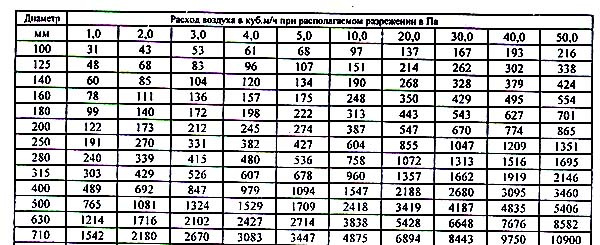 Диаметр Расход воздуха в куб.м/ч при располагаемом разрежении в Па
мм 1,0 2,0 3,0 4,0 5,0 10,0 20,0 30,0 40,0 50,0
100 31 43 53 61 68 97 137 167 193 216
125 48 68 83 96 107 151 214 262 302 338
140 60 85 104 120 134 190 268 328 379 424
160 78 111 136 157 175 248 350 429 495 554
180 99 140 172 198 222 313 443 543 627 701
200 122 173 212 245 274 387 547 670 774 865
250 191 270 331 382 427 604 855 1047 1209 1351
280 240 339 415 480 536 758 1072 1313 1516 1695
315 303 429 526 607 678 960 1357 1662 1919 2146
400 489 692 847 979 1094 1547 2188 2680 3095 3460
500 765 1081 1324 1529 1709 2418 3419 4187 4835 5406
630 1214 1716 2102 2427 2714 3838 5428 6648 7676 8582
710 1542 2180 2670 3083 3447 4875 6894 8443 9750 10900